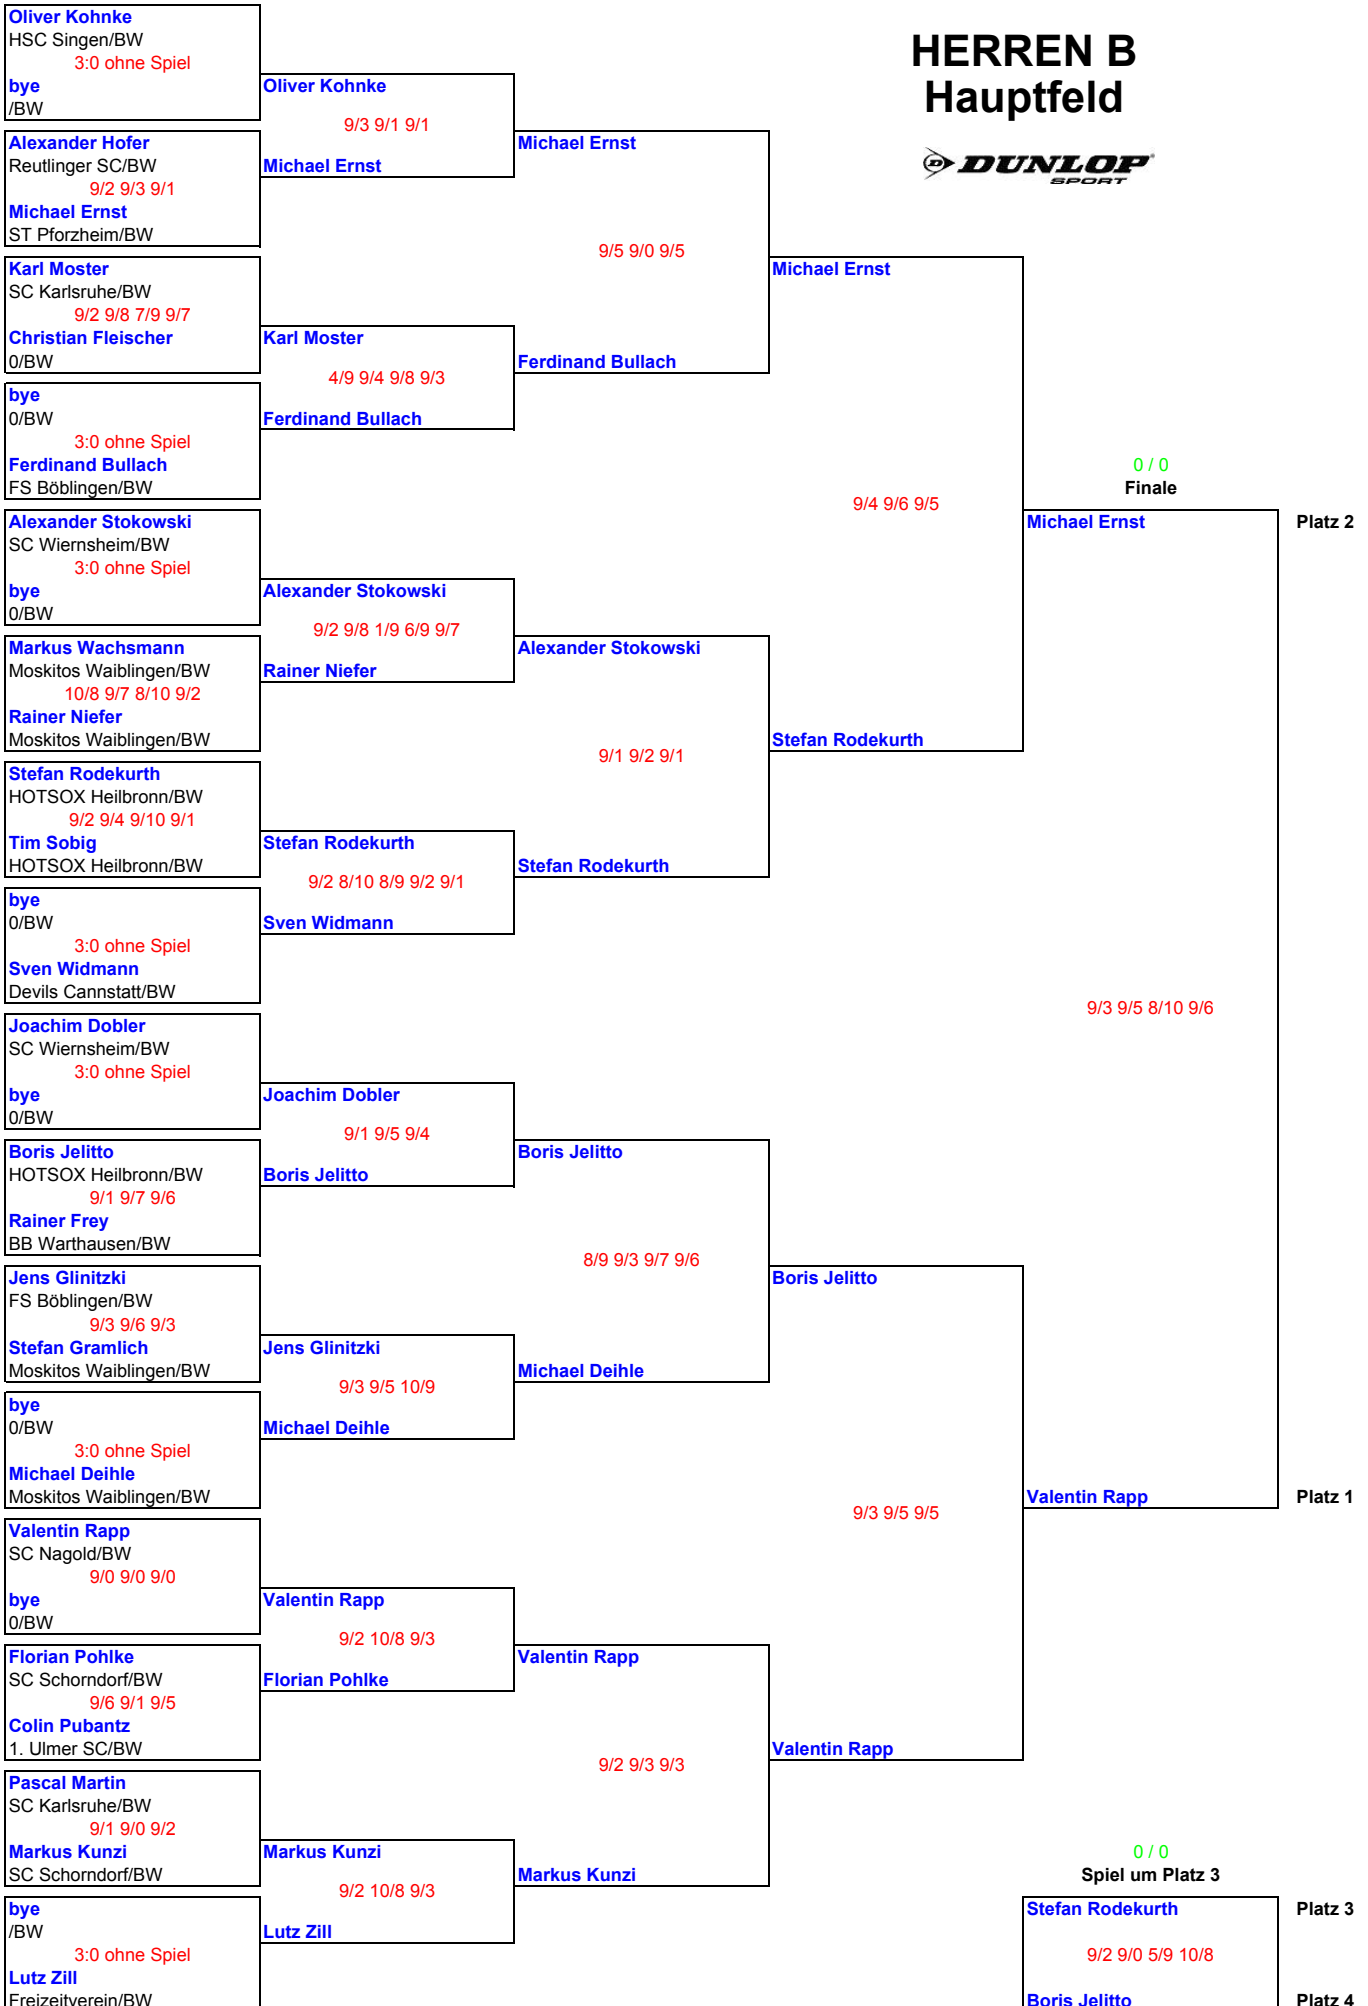 HERREN B
Hauptfeld
DUNLOP
SPORT
Oliver Kohnke
HSC Singen/BW
3:0 ohne Spiel
bye
/BW
Alexander Hofer
Reutlinger SC/BW
9/2 9/3 9/1
Michael Ernst
ST Pforzheim/BW
Karl Moster
SC Karlsruhe/BW
9/2 9/8 7/9 9/7
Christian Fleischer
0/BW
bye
0/BW
3:0 ohne Spiel
Ferdinand Bullach
FS Böblingen/BW
Alexander Stokowski
SC Wiernsheim/BW
3:0 ohne Spiel
bye
0/BW
Markus Wachsmann
Moskitos Waiblingen/BW
10/8 9/7 8/10 9/2
Rainer Niefer
Moskitos Waiblingen/BW
Stefan Rodekurth
HOTSOX Heilbronn/BW
9/2 9/4 9/10 9/1
Tim Sobig
HOTSOX Heilbronn/BW
bye
0/BW
3:0 ohne Spiel
Sven Widmann
Devils Cannstatt/BW
Joachim Dobler
SC Wiernsheim/BW
3:0 ohne Spiel
bye
0/BW
Boris Jelitto
HOTSOX Heilbronn/BW
9/1 9/7 9/6
Rainer Frey
BB Warthausen/BW
Jens Glinitzki
FS Böblingen/BW
9/3 9/6 9/3
Stefan Gramlich
Moskitos Waiblingen/BW
bye
0/BW
3:0 ohne Spiel
Michael Deihle
Moskitos Waiblingen/BW
Valentin Rapp
SC Nagold/BW
9/0 9/0 9/0
bye
0/BW
Florian Pohlke
SC Schorndorf/BW
9/6 9/1 9/5
Colin Pubantz
1. Ulmer SC/BW
Pascal Martin
SC Karlsruhe/BW
9/1 9/0 9/2
Markus Kunzi
SC Schorndorf/BW
bye
/BW
3:0 ohne Spiel
Lutz Zill
Freizeitverein/BW
Oliver Kohnke
9/3 9/1 9/1
Michael Ernst
Karl Moster
4/9 9/4 9/8 9/3
Ferdinand Bullach
Alexander Stokowski
9/2 9/8 1/9 6/9 9/7
Rainer Niefer
Stefan Rodekurth
9/2 8/10 8/9 9/2 9/1
Sven Widmann
Joachim Dobler
9/1 9/5 9/4
Boris Jelitto
Jens Glinitzki
9/3 9/5 10/9
Michael Deihle
Valentin Rapp
9/2 10/8 9/3
Florian Pohlke
Markus Kunzi
9/2 10/8 9/3
Lutz Zill
Michael Ernst
9/5 9/0 9/5
Ferdinand Bullach
Alexander Stokowski
9/1 9/2 9/1
Stefan Rodekurth
Boris Jelitto
8/9 9/3 9/7 9/6
Michael Deihle
Valentin Rapp
9/2 9/3 9/3
Markus Kunzi
Michael Ernst
9/4 9/6 9/5
Stefan Rodekurth
Boris Jelitto
9/3 9/5 9/5
Valentin Rapp
0 / 0
Finale
Michael Ernst Platz 2
9/3 9/5 8/10 9/6
Valentin Rapp Platz 1
0 / 0
Spiel um Platz 3
Stefan Rodekurth Platz 3
9/2 9/0 5/9 10/8
Boris Jelitto Platz 4